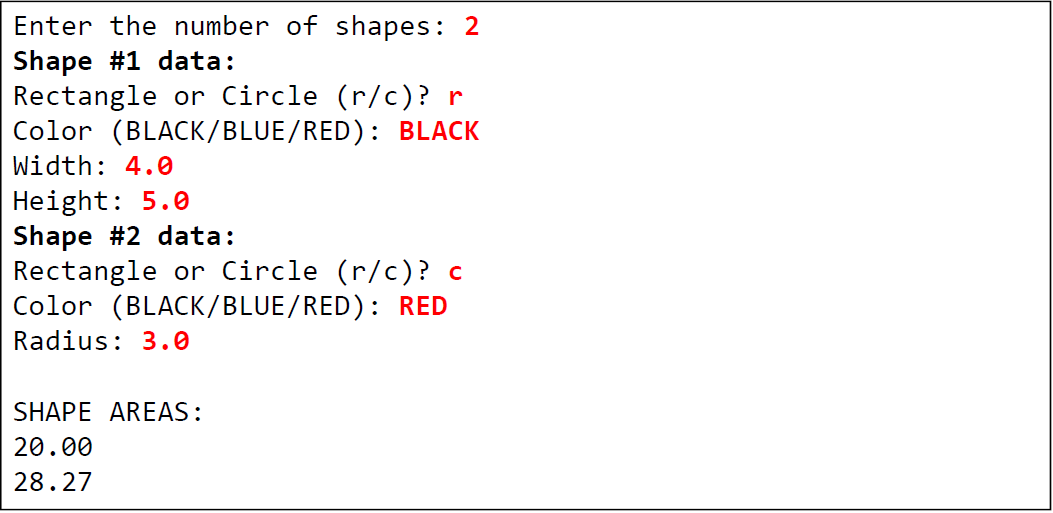 Enter the number of shapes: 2
Shape #1 data:
Rectangle or Circle (r/c)? r
Color (BLACK/BLUE/RED): BLACK
Width: 4.0
Height: 5.0
Shape #2 data:
Rectangle or Circle (r/c)? c
Color (BLACK/BLUE/RED): RED
Radius: 3.0

SHAPE AREAS:
20.00
28.27